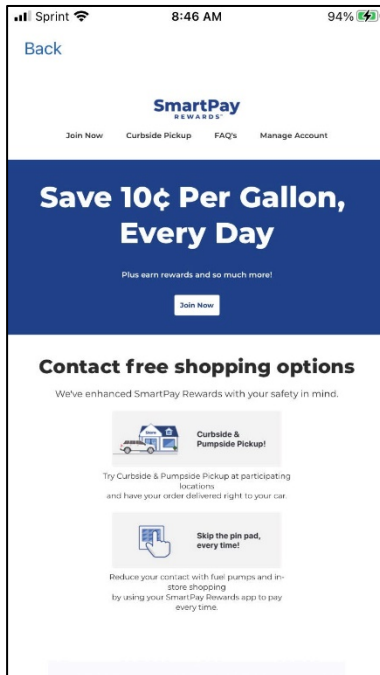 Sprint 8:46 AM 94%
Back
SmartPay
REWARDS
Join Now Curbside Pickup FAQ's Manage Account
Save 10¢ Per Gallon,
Every Day
Plus earn rewards and so much more!
Join Now
Contact free shopping options
We've enhanced SmartPay Rewards with your safety in mind.
Store
Curbside &
Pumpside Pickup!
Try Curbside & Pumpside Pickup at participating
locations
and have your order delivered right to your car.
Skip the pin pad,
every time!
Reduce your contact with fuel pumps and in-
store shopping
by using your SmartPay Rewards app to pay
every time.